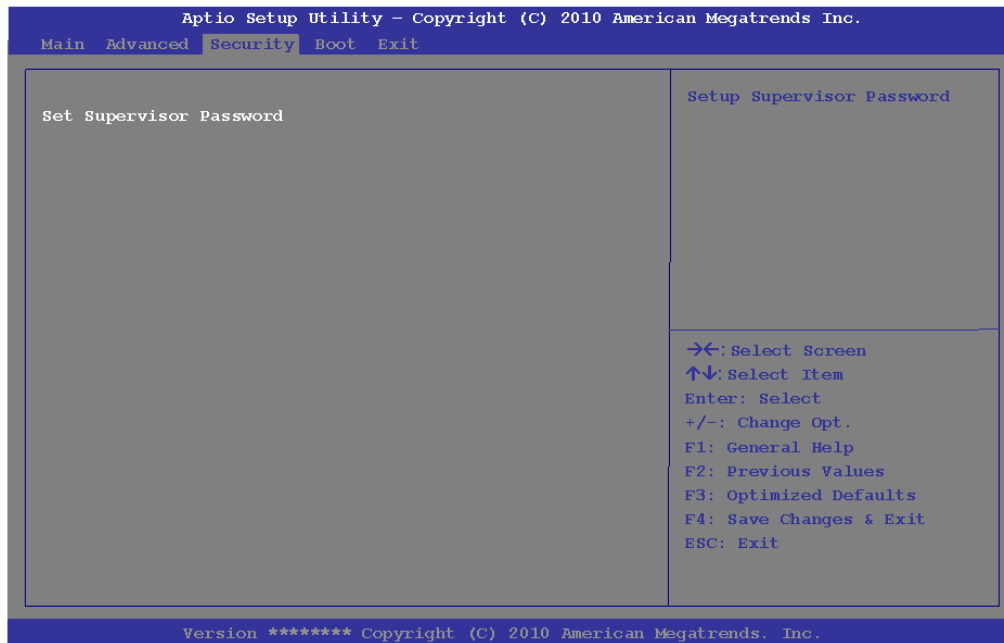 Aptio Setup Utility – Copyright (C) 2010 American Megatrends Inc.
Main Advanced Security Boot Exit
Set Supervisor Password
Setup Supervisor Password
→←: Select Screen
↑↓: Select Item
Enter: Select
+/-: Change Opt.
F1: General Help
F2: Previous Values
F3: Optimized Defaults
F4: Save Changes & Exit
ESC: Exit
Version ******** Copyright (C) 2010 American Megatrends. Inc.